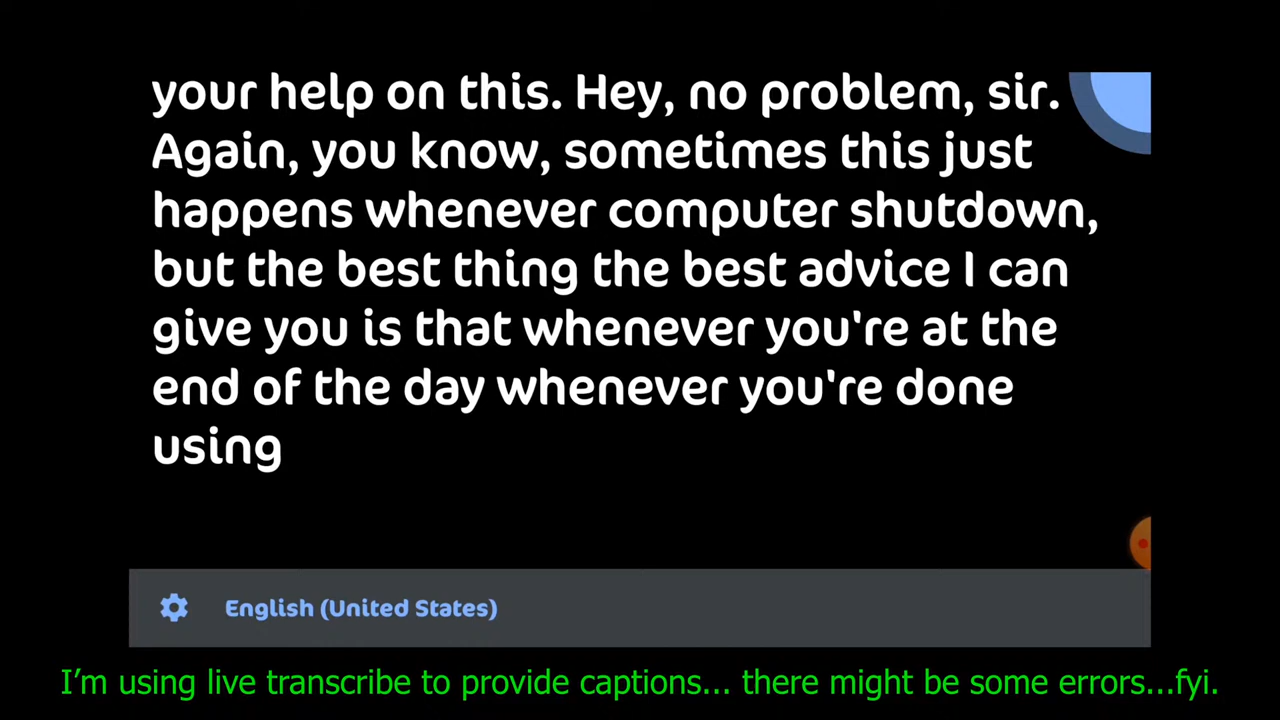 your help on this. Hey, no problem, sir.
Again, you know, sometimes this just
happens whenever computer shutdown,
but the best thing the best advice I can
give you is that whenever you're at the
end of the day whenever you're done
using
English (United States)
I'm using live transcribe to provide captions... there might be some errors...fyi.